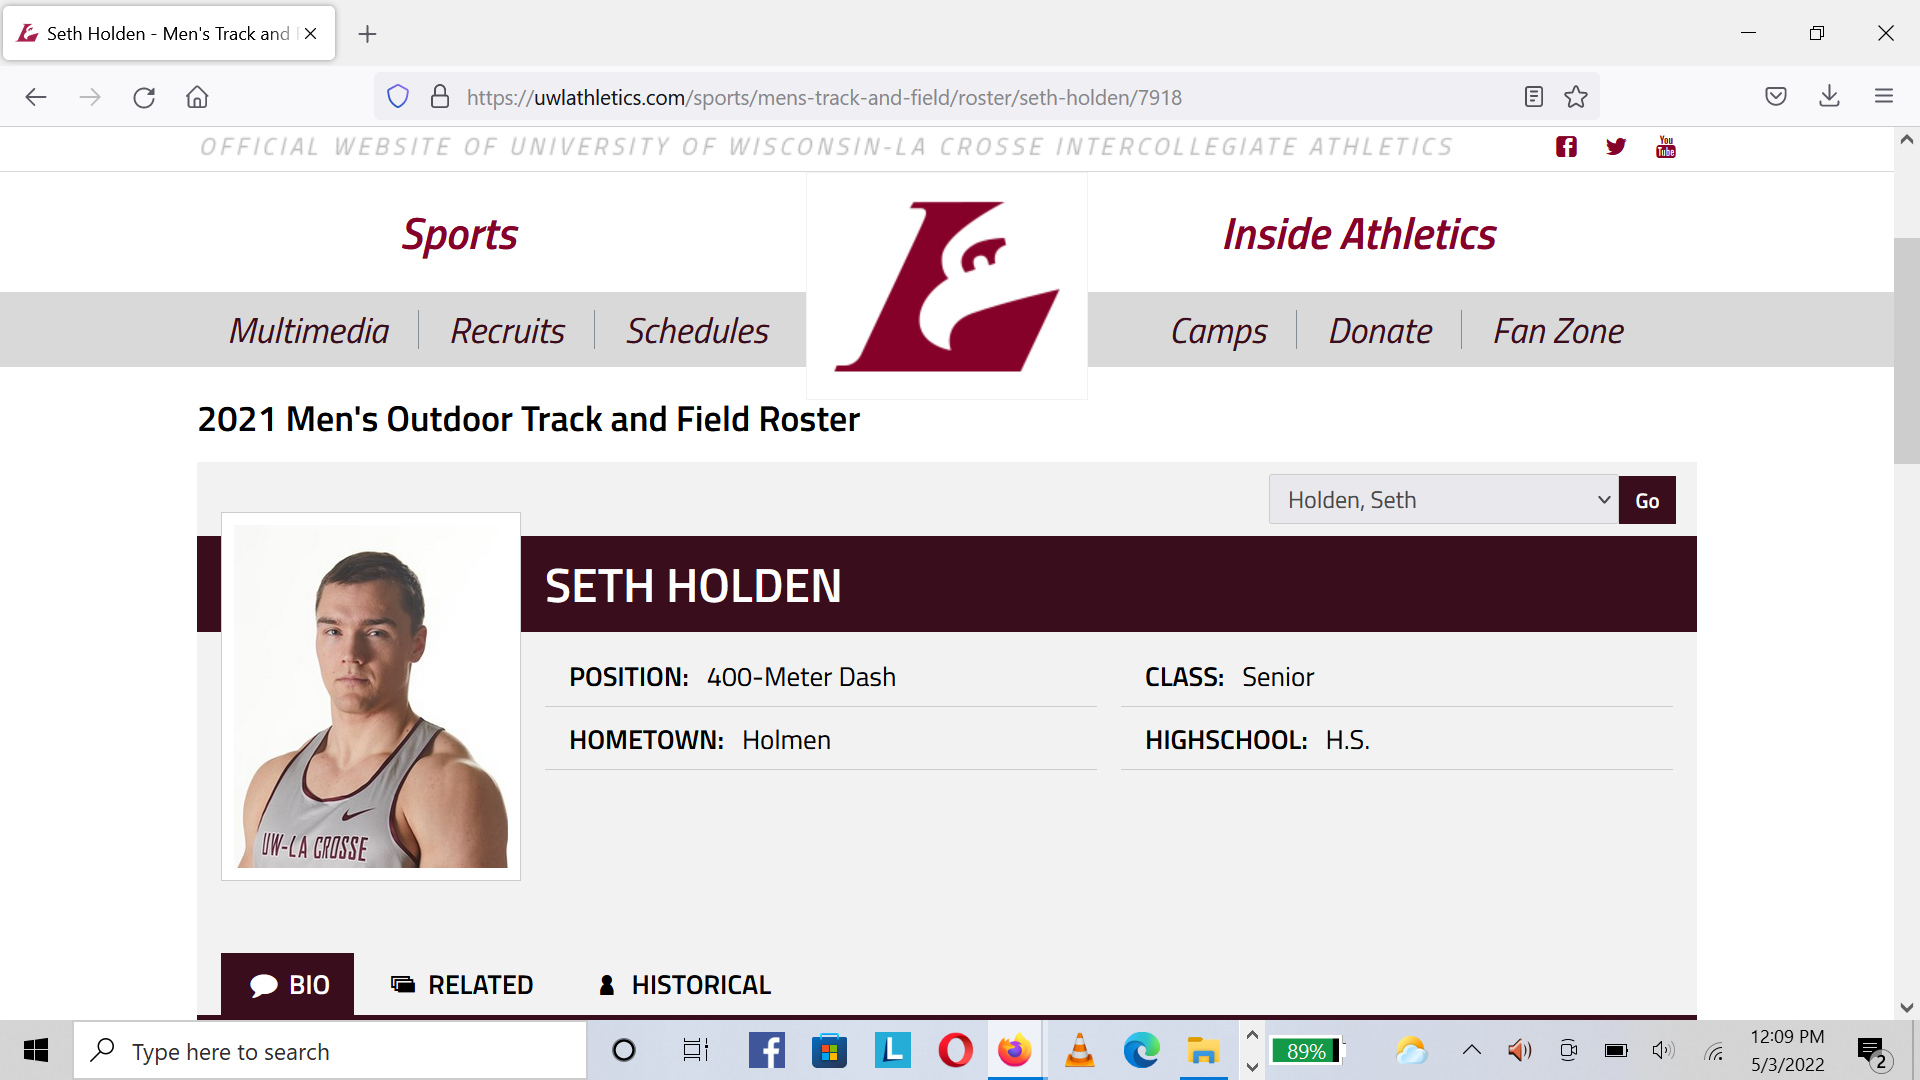 Seth Holden - Men's Track and
https://uwlathletics.com/sports/mens-track-and-field/roster/seth-holden/7918
OFFICIAL WEBSITE OF UNIVERSITY OF WISCONSIN-LA CROSSE INTERCOLLEGIATE ATHLETICS
You
Tube
Sports
Inside Athletics
Multimedia
Recruits
Schedules
Camps
Donate
Fan Zone
2021 Men's Outdoor Track and Field Roster
Holden, Seth
Go
SETH HOLDEN
POSITION: 400-Meter Dash
CLASS: Senior
HOMETOWN: Holmen
HIGHSCHOOL: H.S.
UW-LA CROSSE
BIO
RELATED
HISTORICAL
Type here to search
89%
12:09 PM
5/3/2022
2